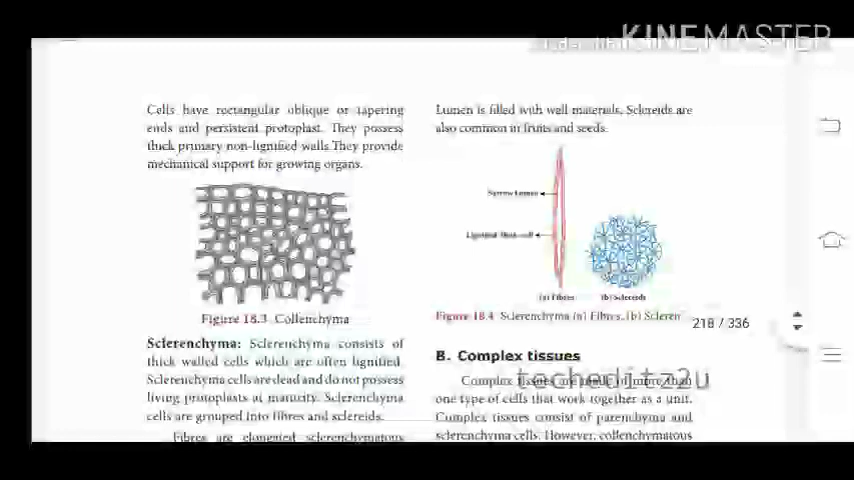 KINEMASTER
Cells have rectangular oblique or tapering
ends and persistent protoplast. They possess
thick primary non-lignified walls.They provide
mechanical support for growing organs.
Figure 18.3 Collenchyma
Sclerenchyma: Sclerenchyma consists of
thick walled cells which are often lignified.
Sclerenchyma cells are dead and do not possess
living protoplasts at maturity. Sclerenchyma
cells are grouped into fibres and sclereids.
Fibres are elongated sclerenchymatous
Lumen is filled with wall materials. Sclereids are
also common in fruits and seeds.
Narrow Lumen
Lignified thick wall
(a) Fibres (b) Sclereids
Figure 18.4 Sclerenchyma (a) Fibres, (b)
218 / 336
B. Complex tissues
techeditz2u
Complex tissues are made of more than
one type of cells that work together as a unit.
Complex tissues consist of parenchyma and
sclerenchyma cells. However, collenchymatous